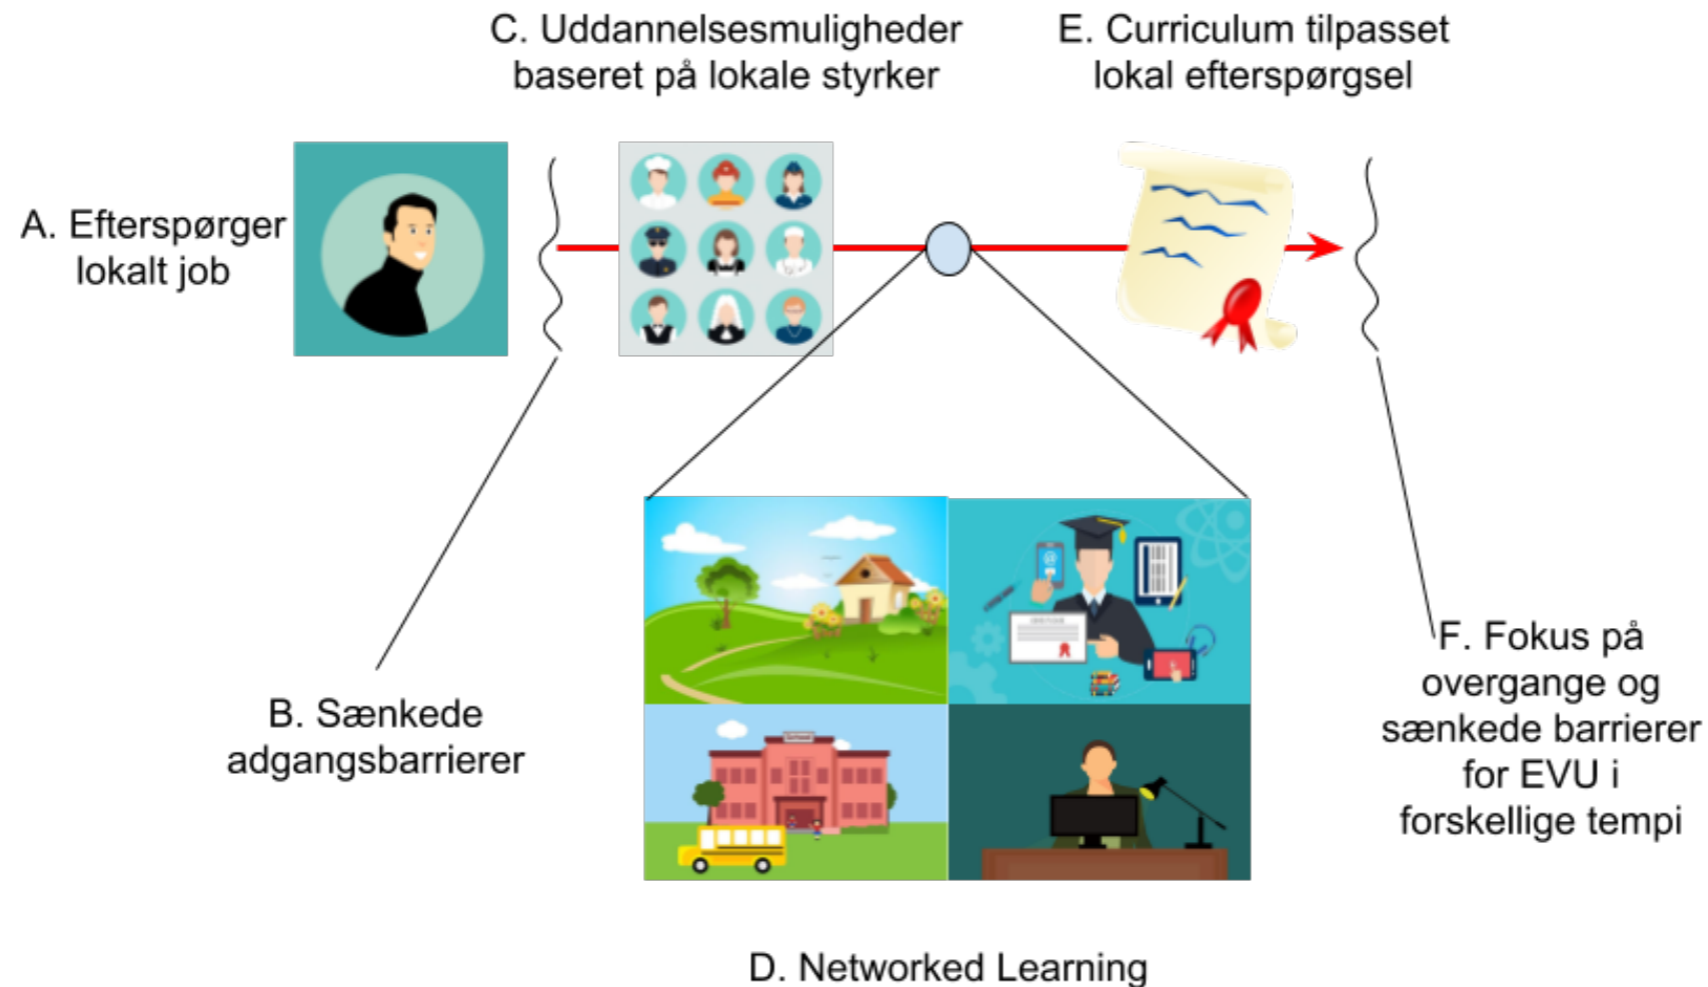 C. Uddannelsesmuligheder
baseret på lokale styrker
E. Curriculum tilpasset
lokal efterspørgsel
A. Efterspørger
lokalt job
B. Sænkede
adgangsbarrierer
F. Fokus på
overgange og
sænkede barrierer
for EVU i
forskellige tempi
D. Networked Learning